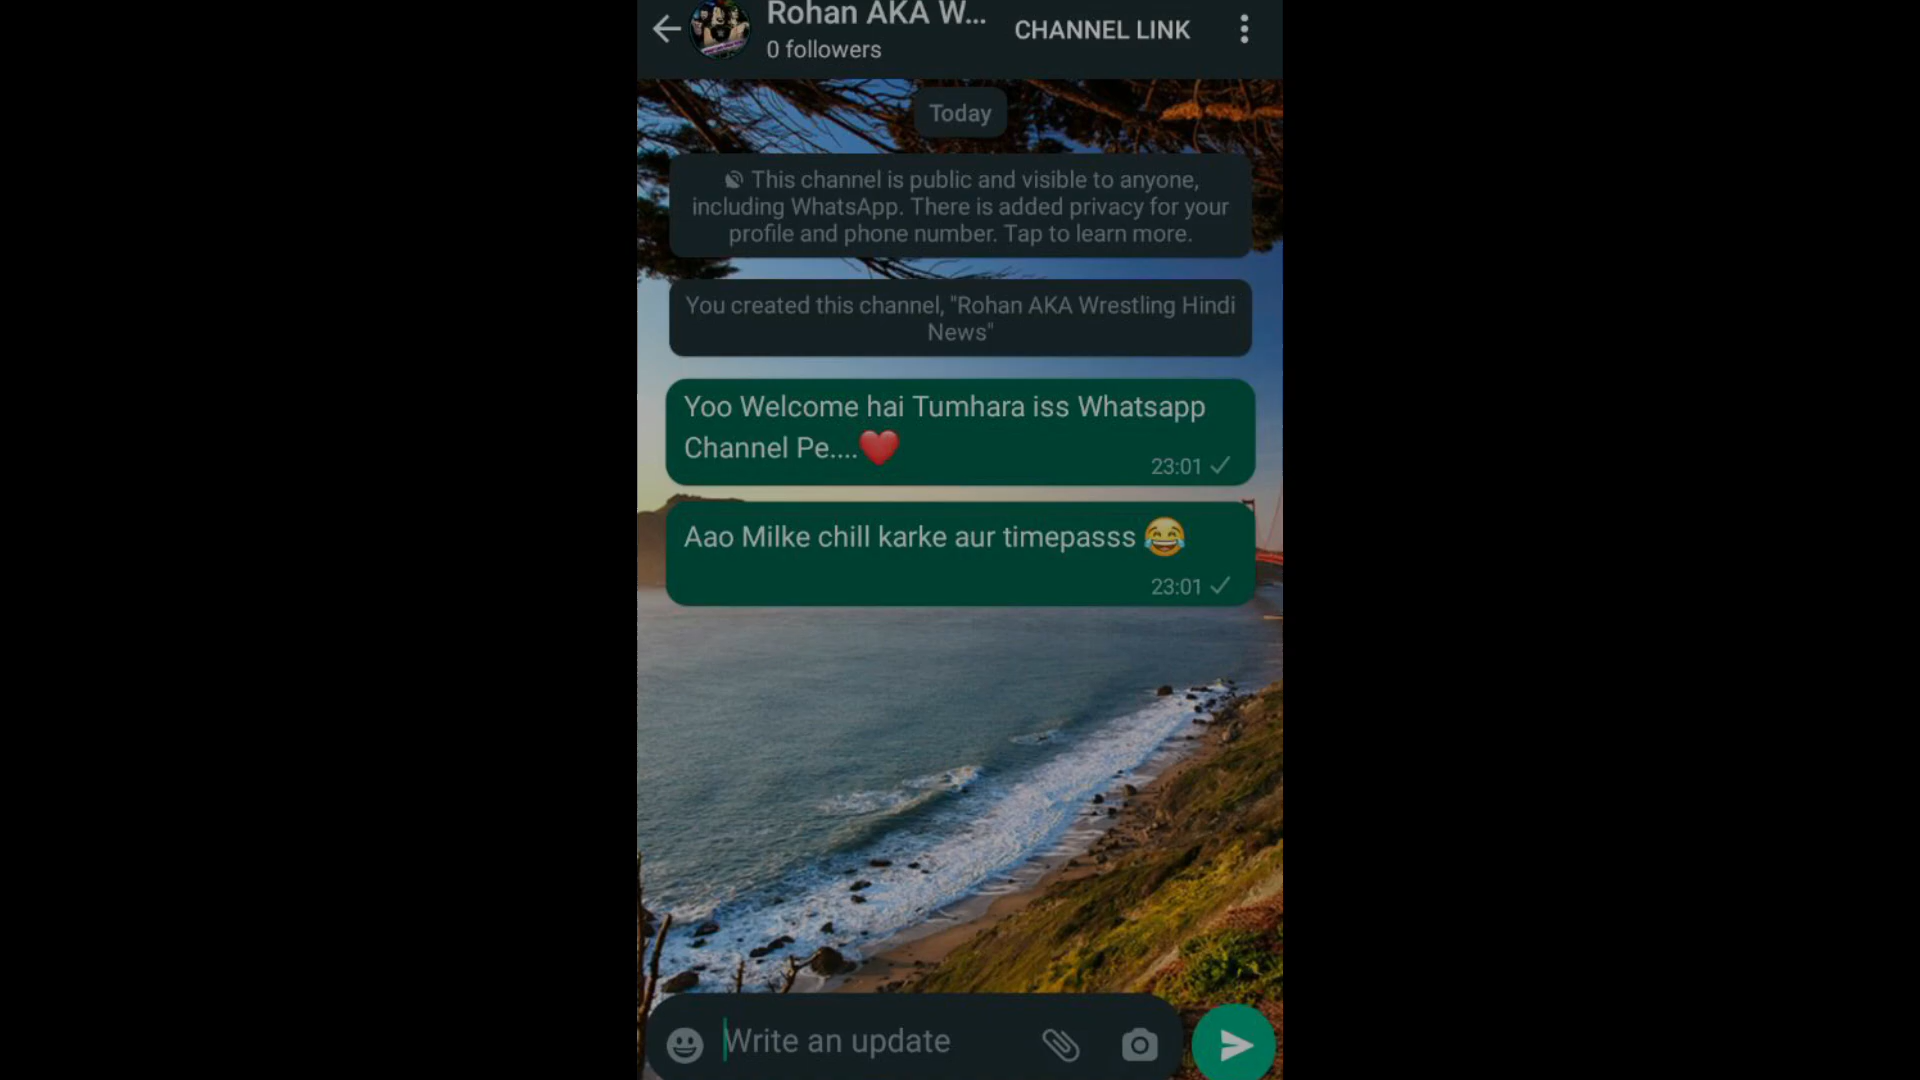 Rohan AKA W...
0 followers
CHANNEL LINK
Today
This channel is public and visible to anyone,
including WhatsApp. There is added privacy for your
profile and phone number. Tap to learn more.
You created this channel, "Rohan AKA Wrestling Hindi
News"
Yoo Welcome hai Tumhara iss Whatsapp
Channel Pe....❤️
23:01 ✓
Aao Milke chill karke aur timepasss 😂
23:01 ✓
Write an update